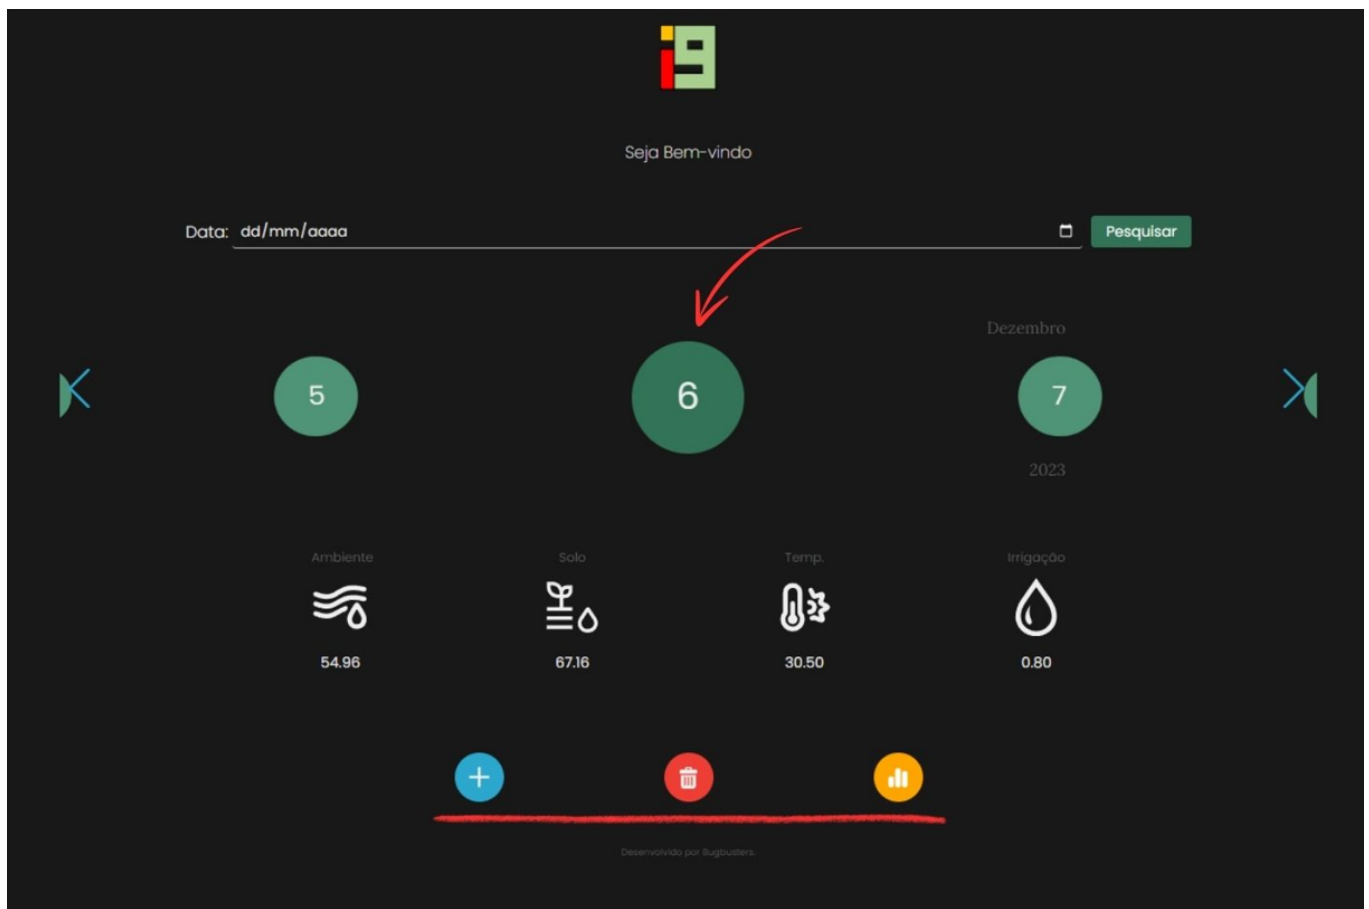 i9
Seja Bem-vindo
Data: dd/mm/aaaa Pesquisar
Dezembro
5 6 7
2023
Ambiente Solo Temp. Irrigação
54.96 67.16 30.50 0.80
Desenvolvido por Bugbusters.